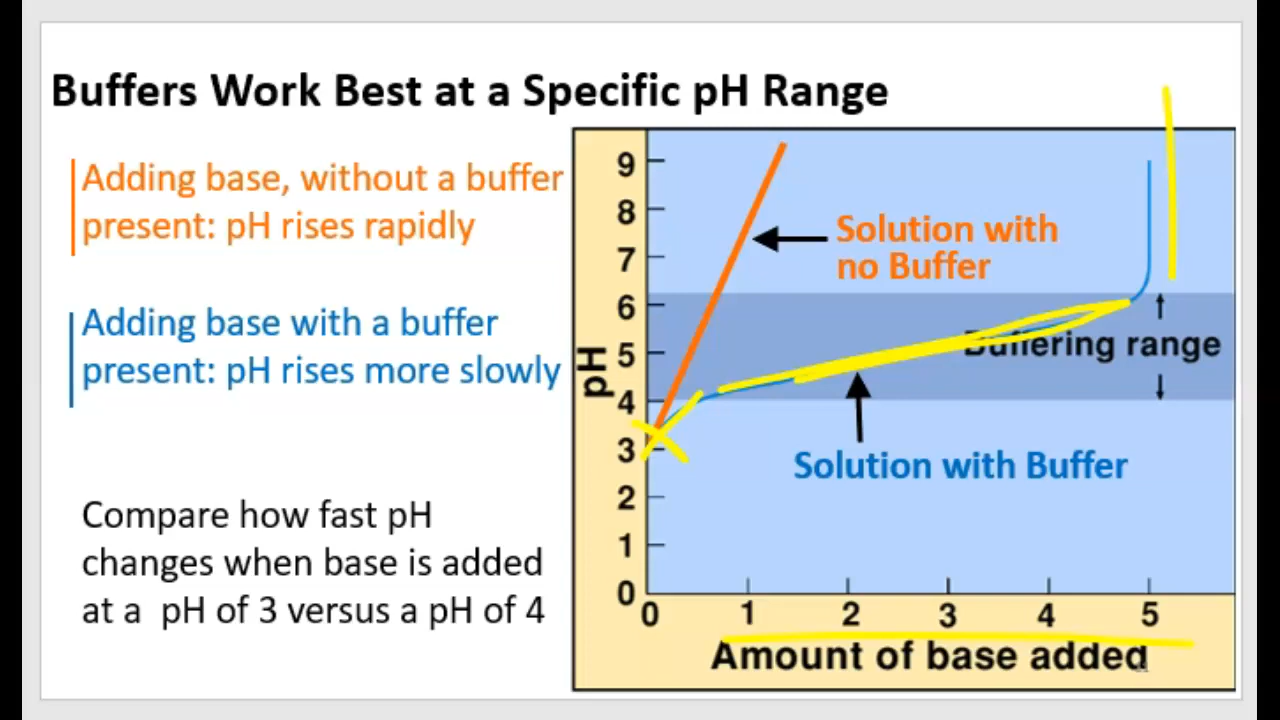 Buffers Work Best at a Specific pH Range
Adding base, without a buffer
present: pH rises rapidly
Adding base with a buffer
present: pH rises more slowly
Compare how fast pH
changes when base is added
at a pH of 3 versus a pH of 4
9
8
7
6
5
4
3
2
1
0
pH
Solution with
no Buffer
Buffering range
Solution with Buffer
0 1 2 3 4 5
Amount of base added